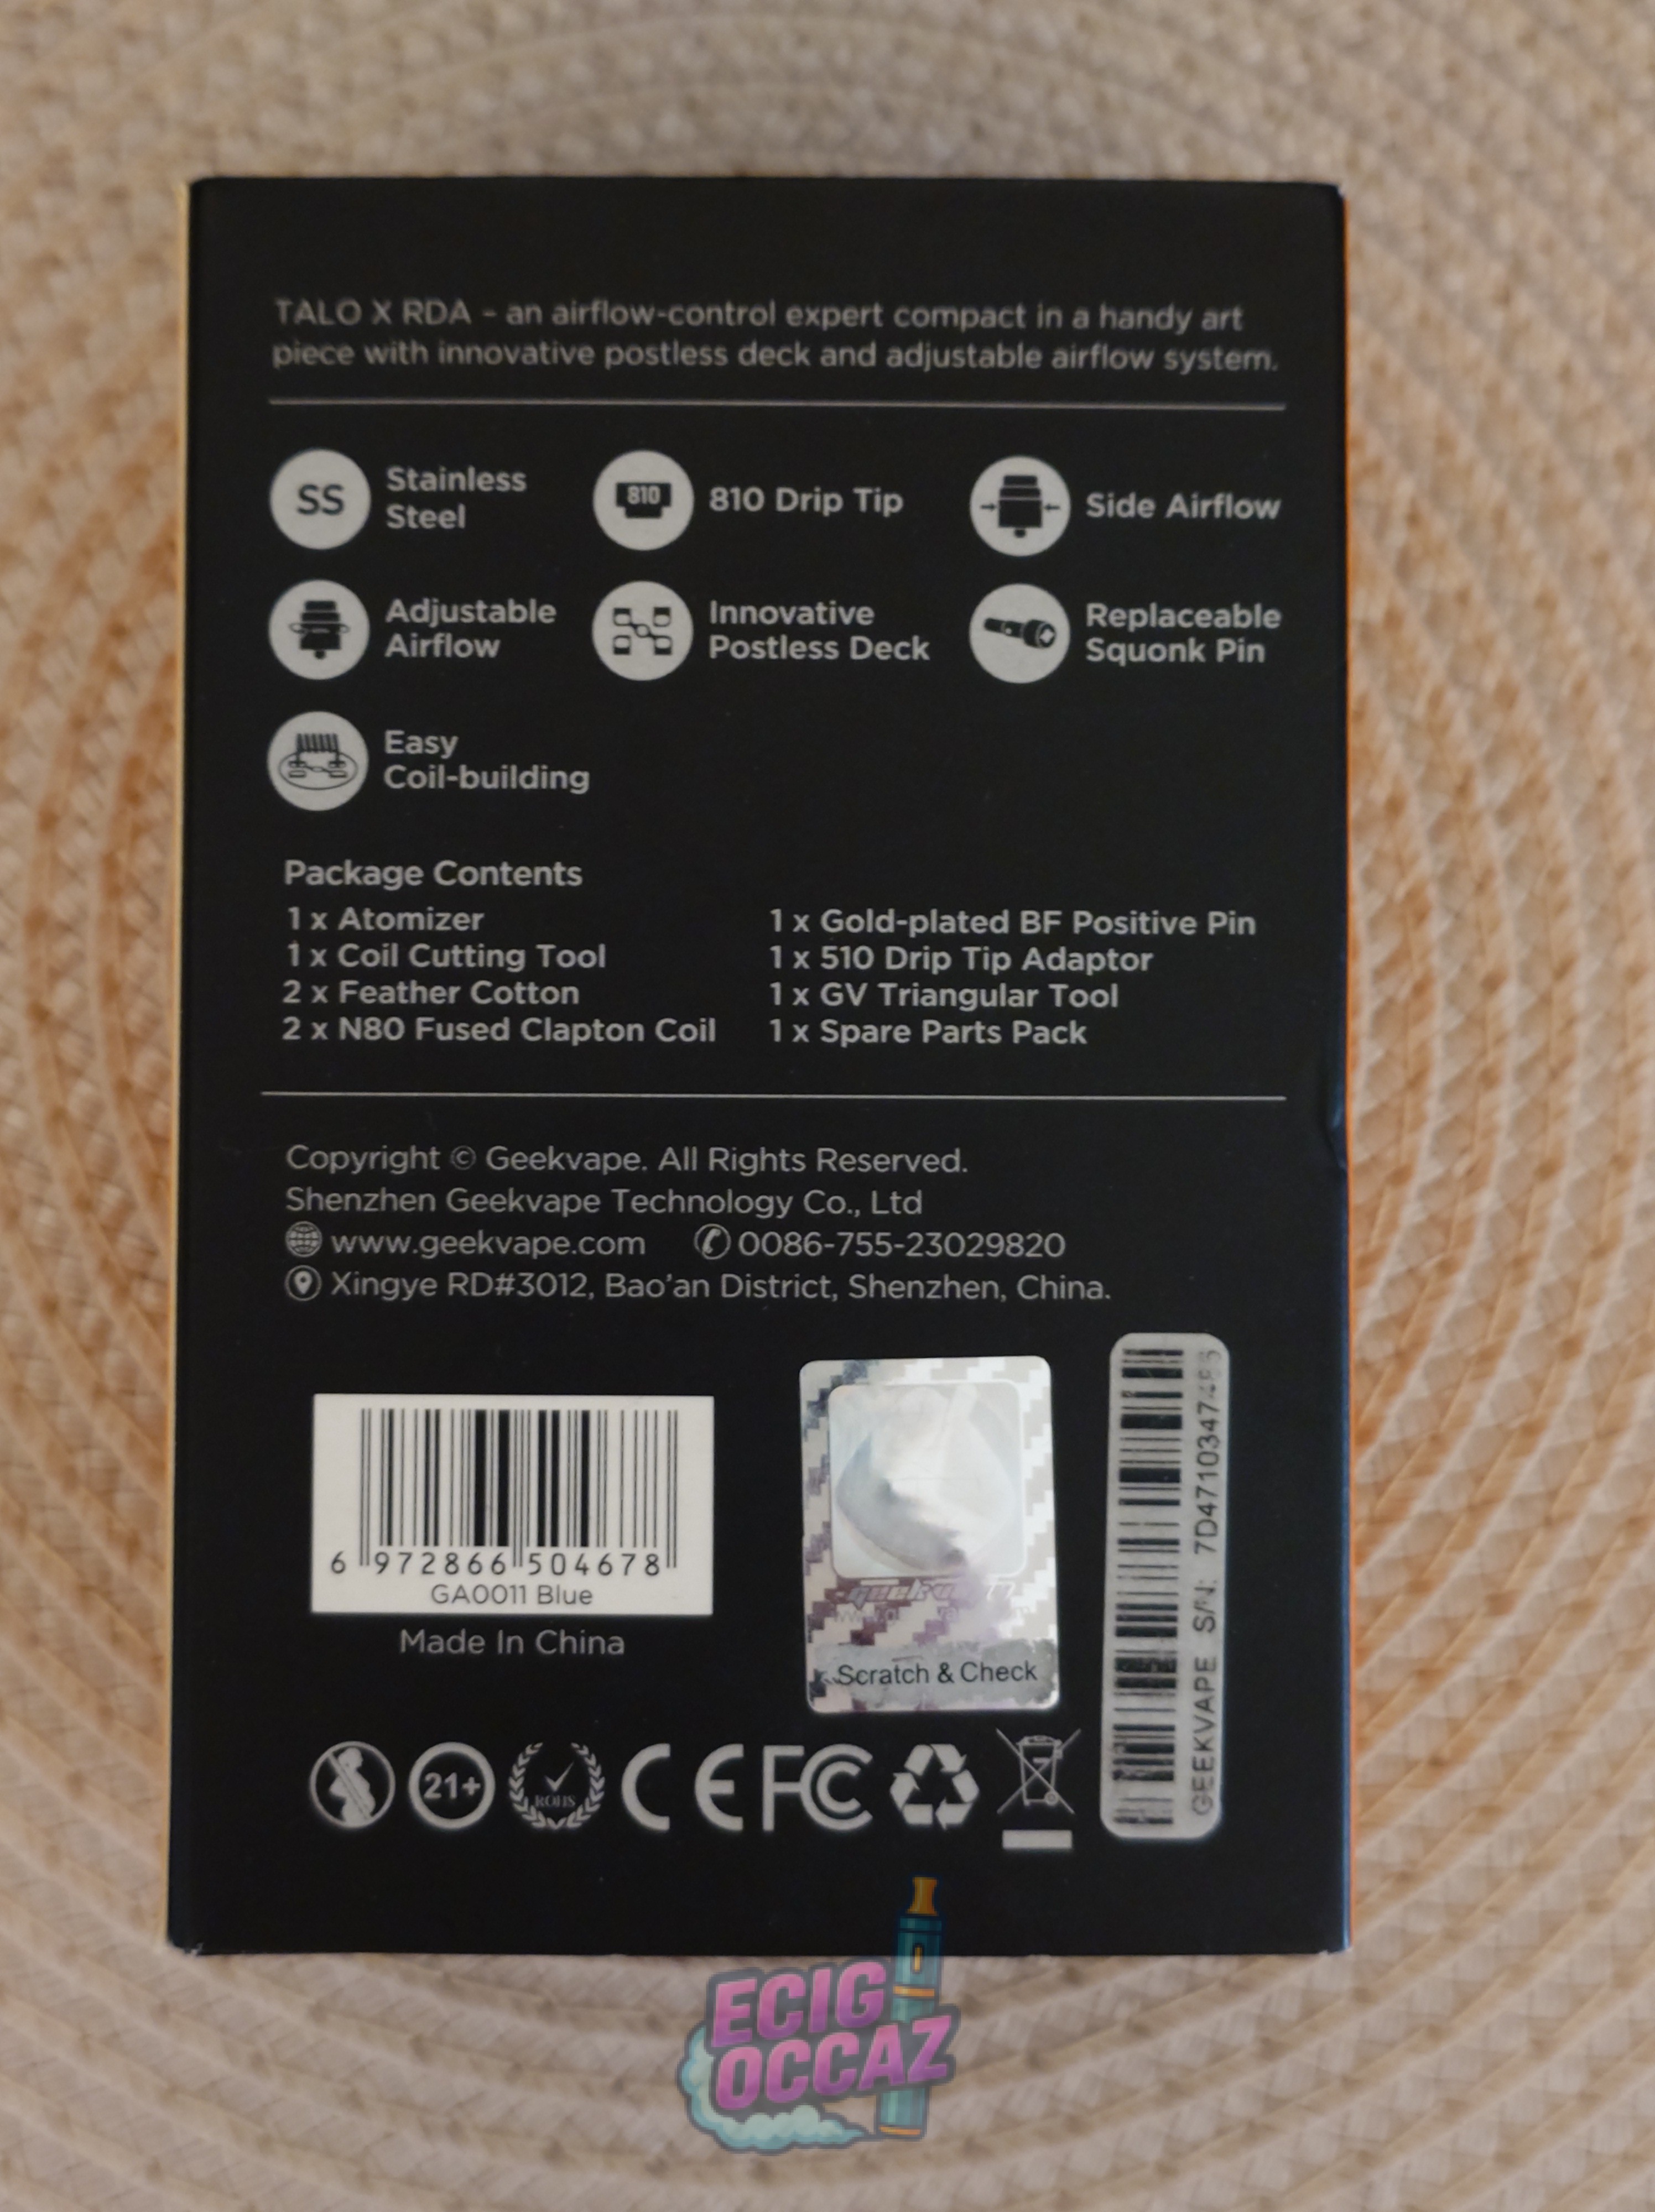 TALO X RDA - an airflow-control expert compact in a handy art
piece with innovative postless deck and adjustable airflow system.
SS
Stainless
Steel
810
810 Drip Tip
Side Airflow
Adjustable
Airflow
Innovative
Postless Deck
Replaceable
Squonk Pin
Easy
Coil-building
Package Contents
1 x Atomizer
1 x Coil Cutting Tool
2 x Feather Cotton
2 x N80 Fused Clapton Coil
1 x Gold-plated BF Positive Pin
1 x 510 Drip Tip Adaptor
1 x GV Triangular Tool
1 x Spare Parts Pack
Copyright © Geekvape. All Rights Reserved.
Shenzhen Geekvape Technology Co., Ltd
www.geekvape.com 0086-755-23029820
Xingye RD#3012, Bao'an District, Shenzhen, China.
6 972866 504678
GA0011 Blue
Made In China
geekvape
Scratch & Check
GEEKVAPE S/N:
21+
ROHS
CE FC
ECIG
OCCAZ